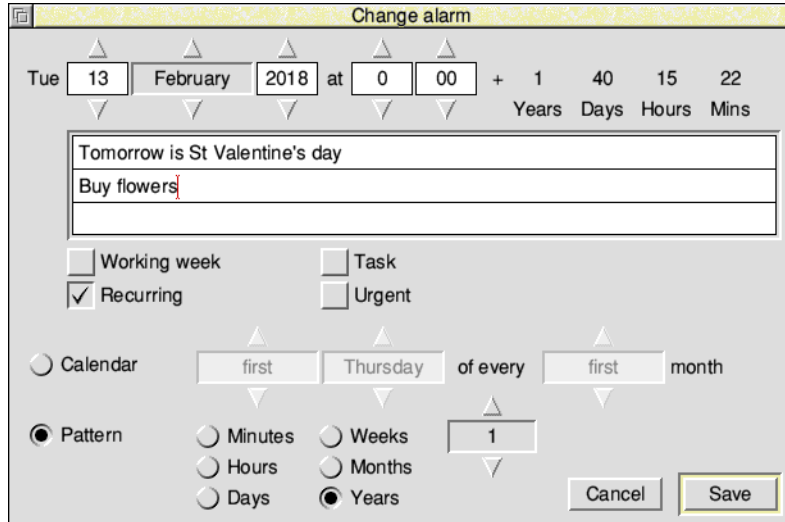 Change alarm
Tue 13 February 2018 at 0 00 + 1 40 15 22
Years Days Hours Mins
Tomorrow is St Valentine's day
Buy flowers
Working week Task
Recurring Urgent
Calendar first Thursday of every first month
Pattern Minutes Weeks 1
Hours Months
Days Years Cancel Save